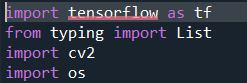 import tensorflow as tf
from typing import List
import cv2
import os